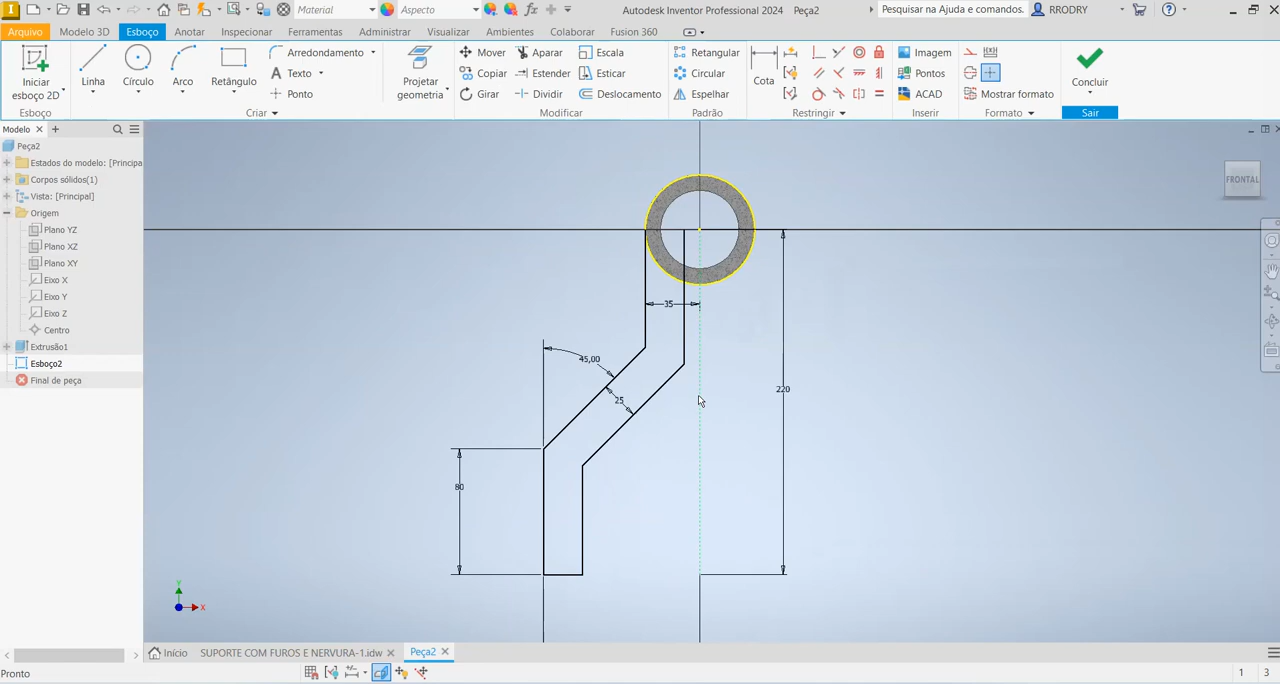 Material
Aspecto
Autodesk Inventor Professional 2024 Peça2
Pesquisar na Ajuda e comandos.
RRODRY
Arquivo
Modelo 3D
Esboço
Anotar
Inspecionar
Ferramentas
Administrar
Visualizar
Ambientes
Colaborar
Fusion 360
Iniciar
esboço 2D
Esboço
Linha
Círculo
Arco
Retângulo
Arredondamento
Texto
Ponto
Criar
Projetar
geometria
Mover
Copiar
Girar
Aparar
Estender
Dividir
Escala
Esticar
Deslocamento
Modificar
Retangular
Circular
Espelhar
Padrão
Cota
Restringir
Imagem
Pontos
ACAD
Inserir
Mostrar formato
Formato
Concluir
Sair
Modelo
Peça2
Estados do modelo: [Principa
Corpos sólidos(1)
Vista: [Principal]
Origem
Plano YZ
Plano XZ
Plano XY
Eixo X
Eixo Y
Eixo Z
Centro
Extrusão1
Esboço2
Final de peça
FRONTAL
35
45,00
25
220
80
Y
X
Início
SUPORTE COM FUROS E NERVURA-1.idw
Peça2
Pronto
1
3